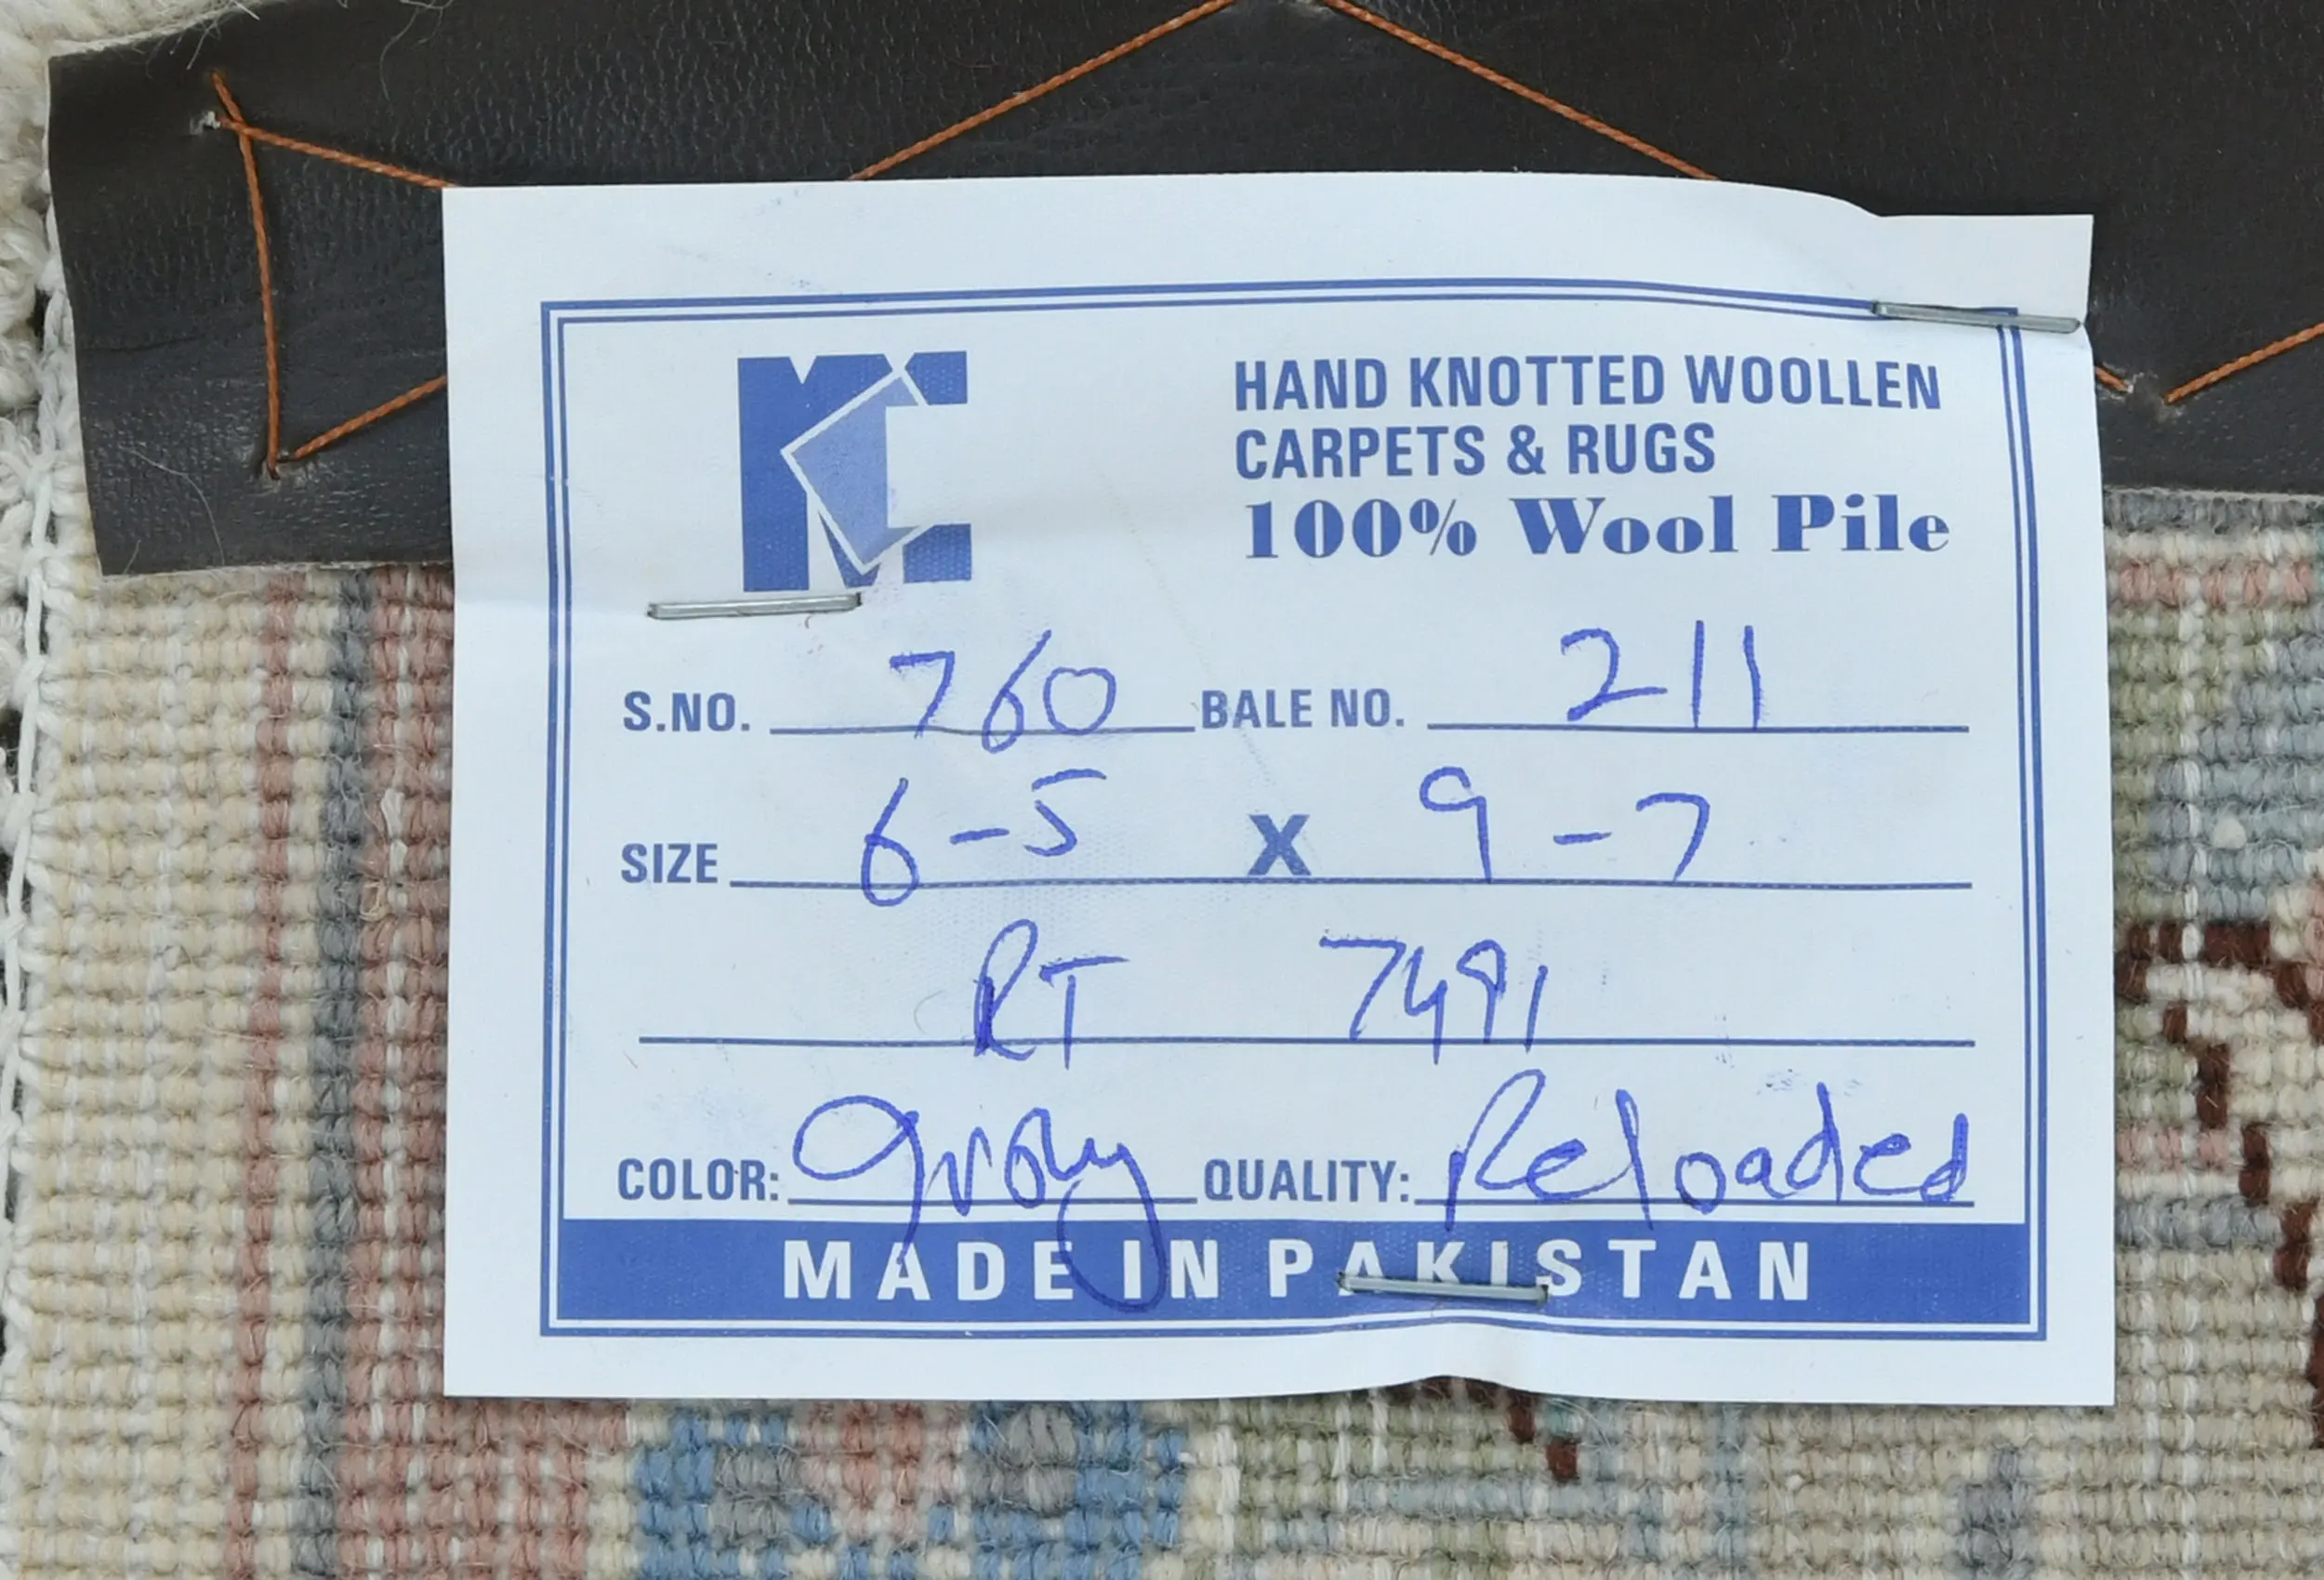 MC
HAND KNOTTED WOOLLEN
CARPETS & RUGS
100% Wool Pile
S.NO. 760 BALE NO. 211
SIZE 6-5 X 9-7
RT 7491
COLOR: gray QUALITY: Reloaded
MADE IN PAKISTAN